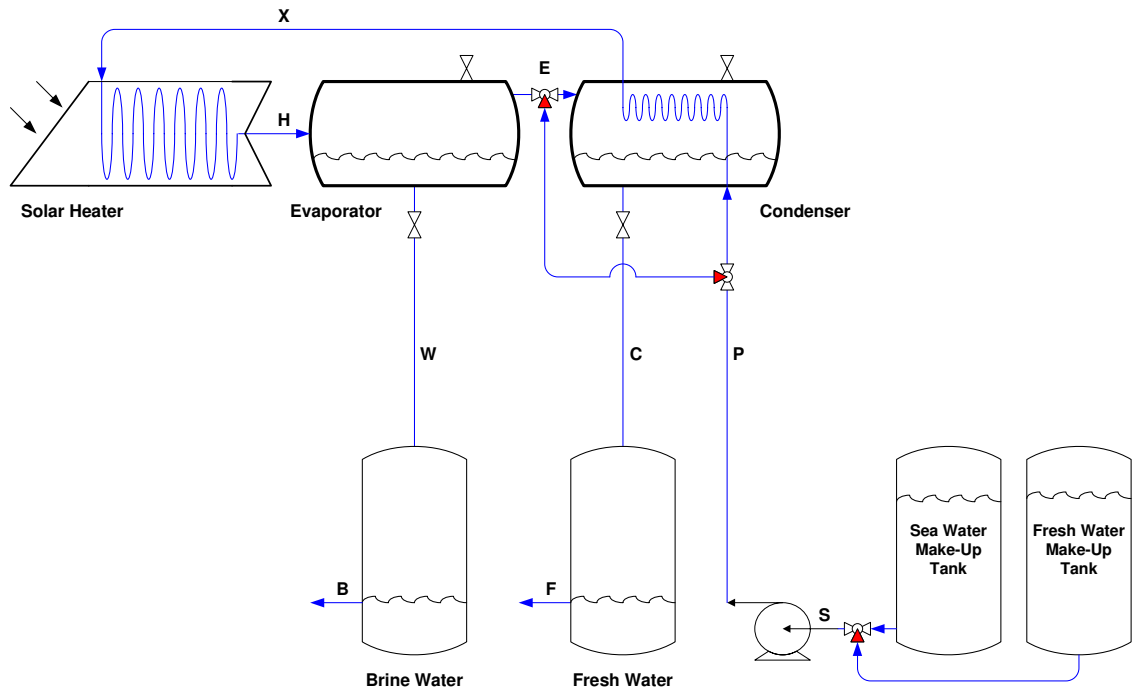 X
E
H
Solar Heater
Evaporator
Condenser
W
C
P
Sea Water
Make-Up
Tank
Fresh Water
Make-Up
Tank
B
F
S
Brine Water
Fresh Water